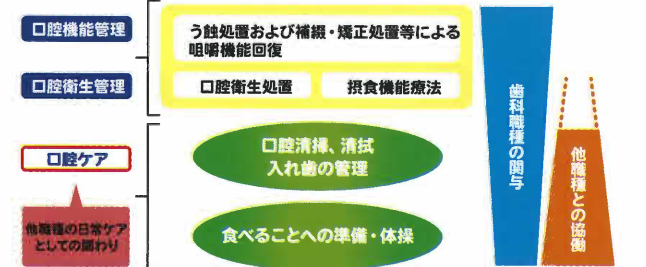 口腔機能管理
う蝕処置および補綴・矯正処置等による
咀嚼機能回復
口腔衛生管理
口腔衛生処置
摂食機能療法
口腔ケア
口腔清掃、清拭
入れ歯の管理
他職種の日常ケア
としての関わり
食べることへの準備・体操
歯科職種の関与
他職種との協働